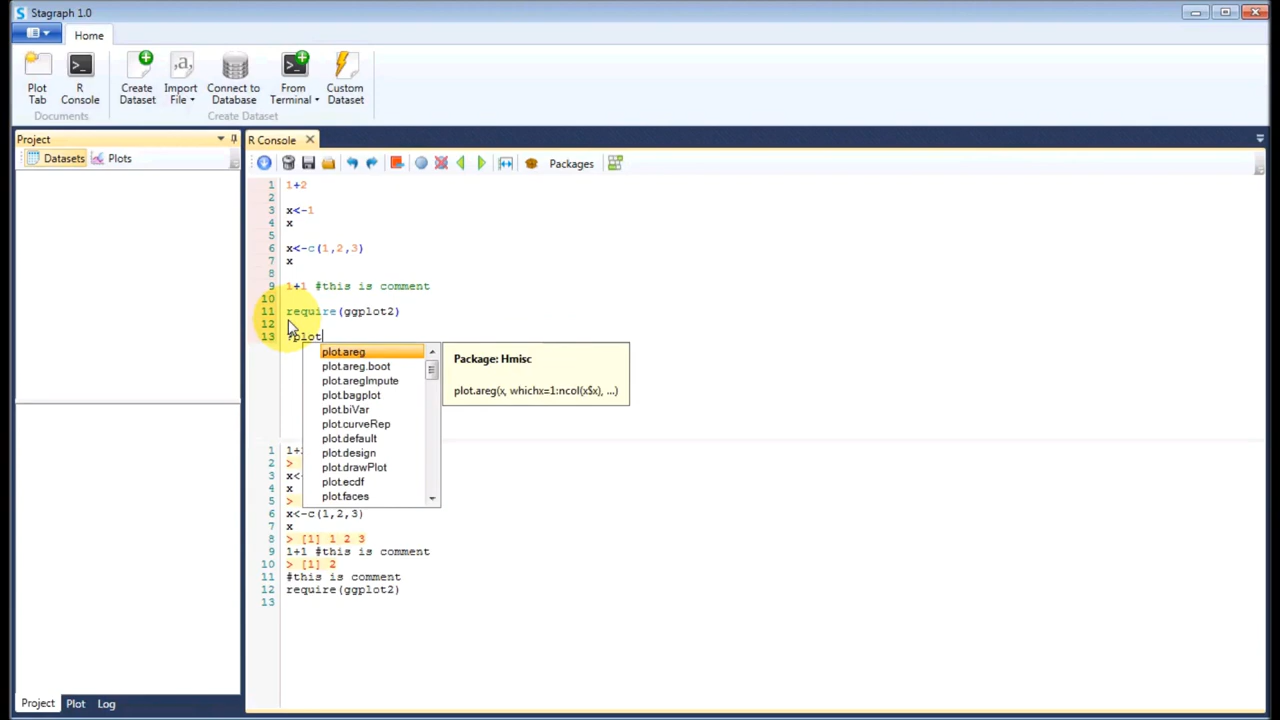 Stagraph 1.0
Home
Plot Tab
R Console
Create Dataset
Import File
Connect to Database
From Terminal
Custom Dataset
Documents
Create Dataset
Project
Datasets
Plots
R Console
Packages
1 1+2
2
3 x<-1
4 x
5
6 x<-c(1,2,3)
7 x
8
9 1+1 #this is comment
10
11 require(ggplot2)
12
13 ?plot
plot.areg
plot.areg.boot
plot.aregImpute
plot.bagplot
plot.biVar
plot.curveRep
plot.default
plot.design
plot.drawPlot
plot.ecdf
plot.faces
Package: Hmisc
plot.areg(x, whichx=1:ncol(x$x), ...)
1 1+
2 >
3 x<-
4 x
5 >
6 x<-c(1,2,3)
7 x
8 > [1] 1 2 3
9 1+1 #this is comment
10 > [1] 2
11 #this is comment
12 require(ggplot2)
13
Project
Plot
Log